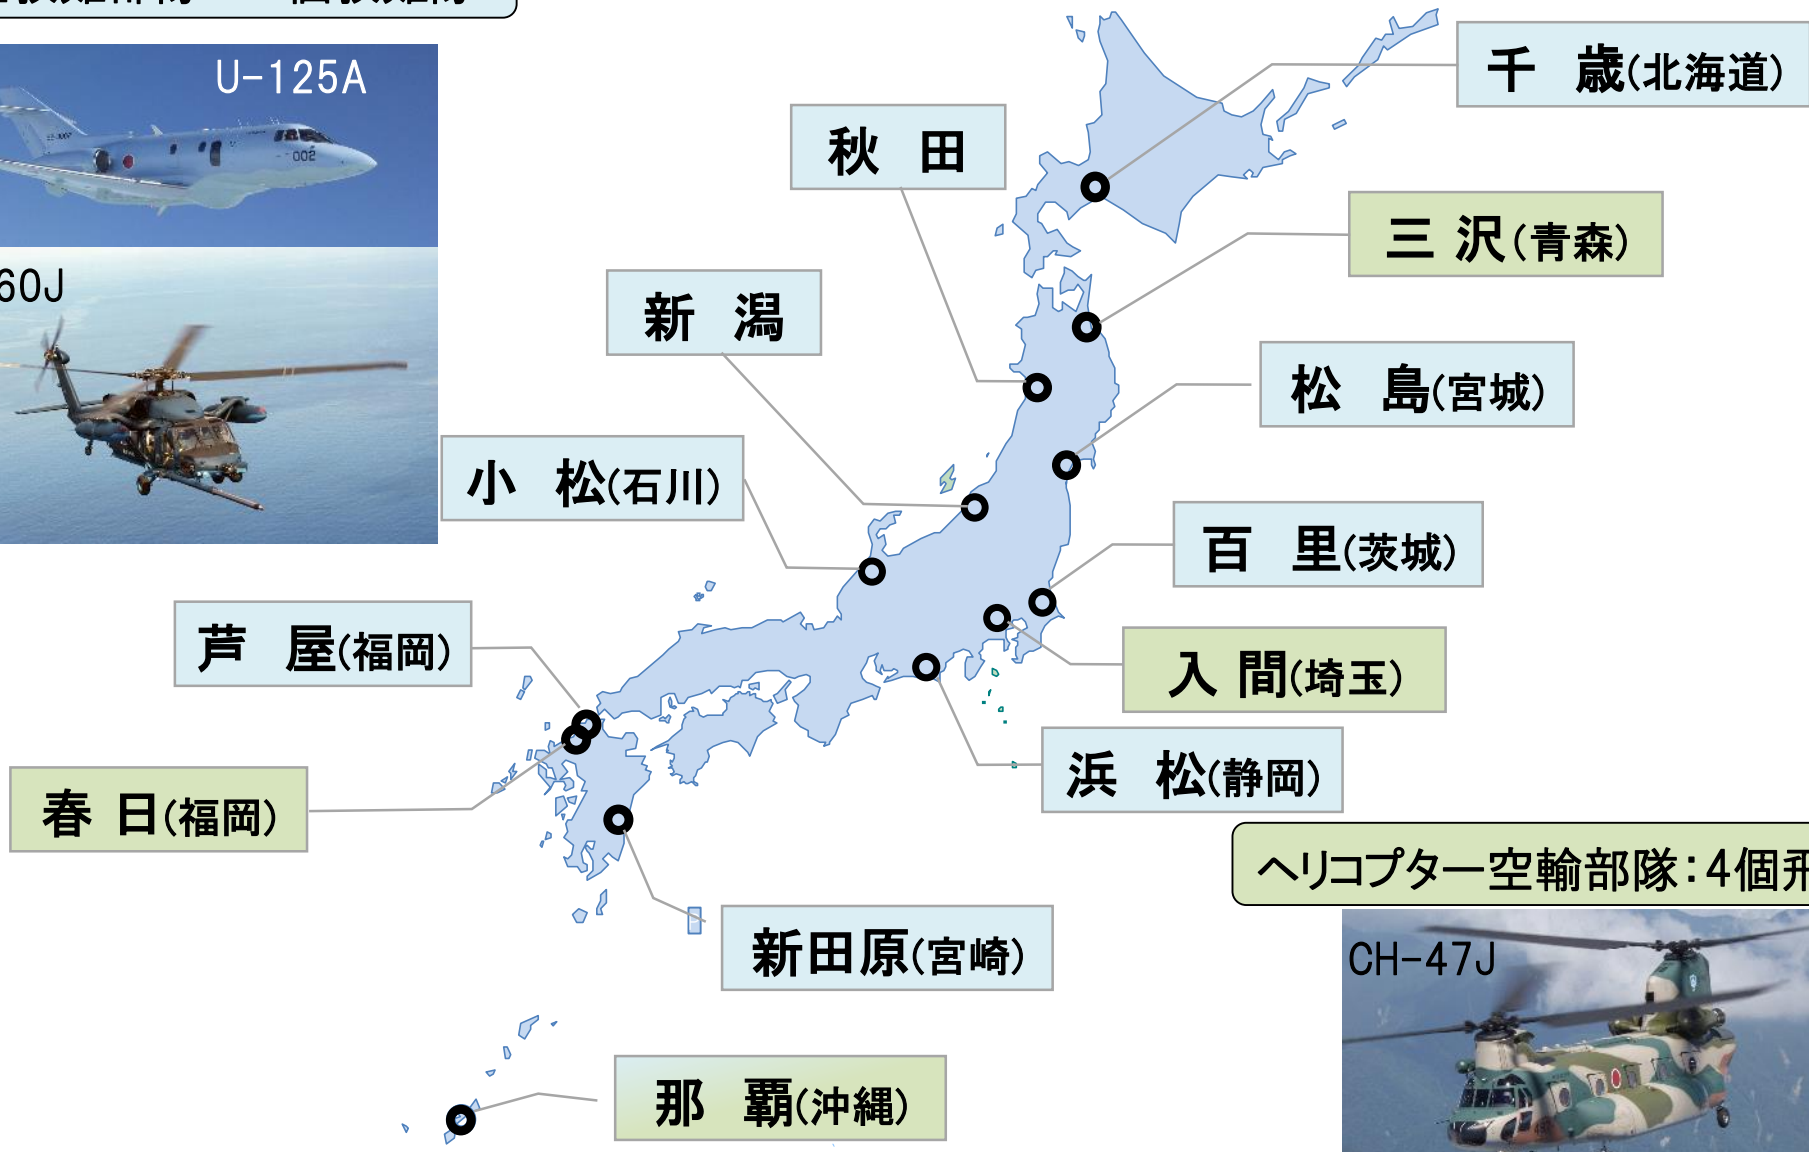 U-125A
60J
千 歳(北海道)
秋 田
三 沢(青森)
新 潟
松 島(宮城)
小 松(石川)
百 里(茨城)
芦 屋(福岡)
入 間(埼玉)
浜 松(静岡)
春 日(福岡)
ヘリコプター空輸部隊：4個飛
新田原(宮崎)
CH-47J
那 覇(沖縄)
002